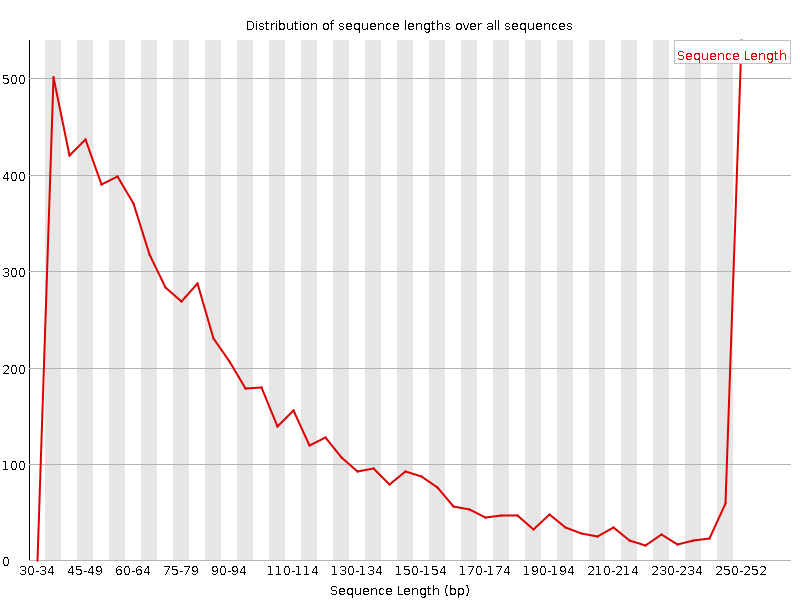 Distribution of sequence lengths over all sequences
Sequence Length
500
400
300
200
100
0
30-34 45-49 60-64 75-79 90-94 110-114 130-134 150-154 170-174 190-194 210-214 230-234 250-252
Sequence Length (bp)